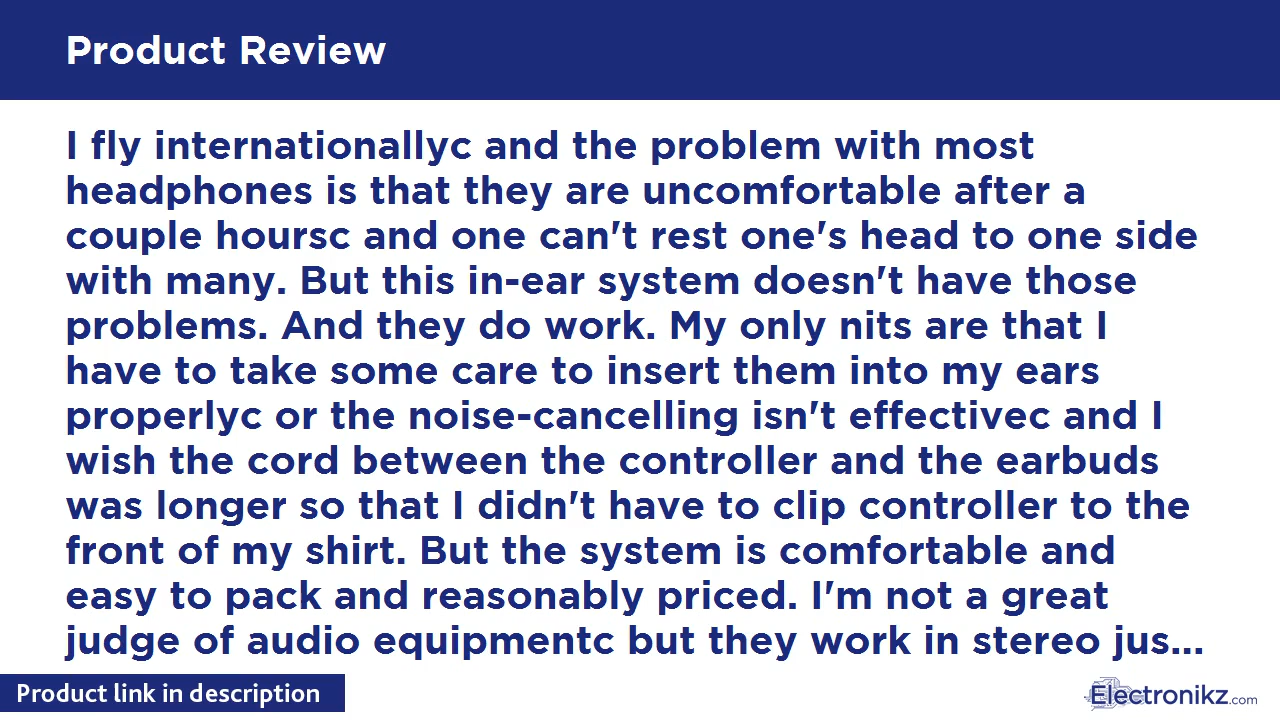 Product Review
I fly internationallyc and the problem with most
headphones is that they are uncomfortable after a
couple hoursc and one can't rest one's head to one side
with many. But this in-ear system doesn't have those
problems. And they do work. My only nits are that I
have to take some care to insert them into my ears
properlyc or the noise-cancelling isn't effectivec and I
wish the cord between the controller and the earbuds
was longer so that I didn't have to clip controller to the
front of my shirt. But the system is comfortable and
easy to pack and reasonably priced. I'm not a great
judge of audio equipmentc but they work in stereo jus...
Product link in description
Electronikz.com